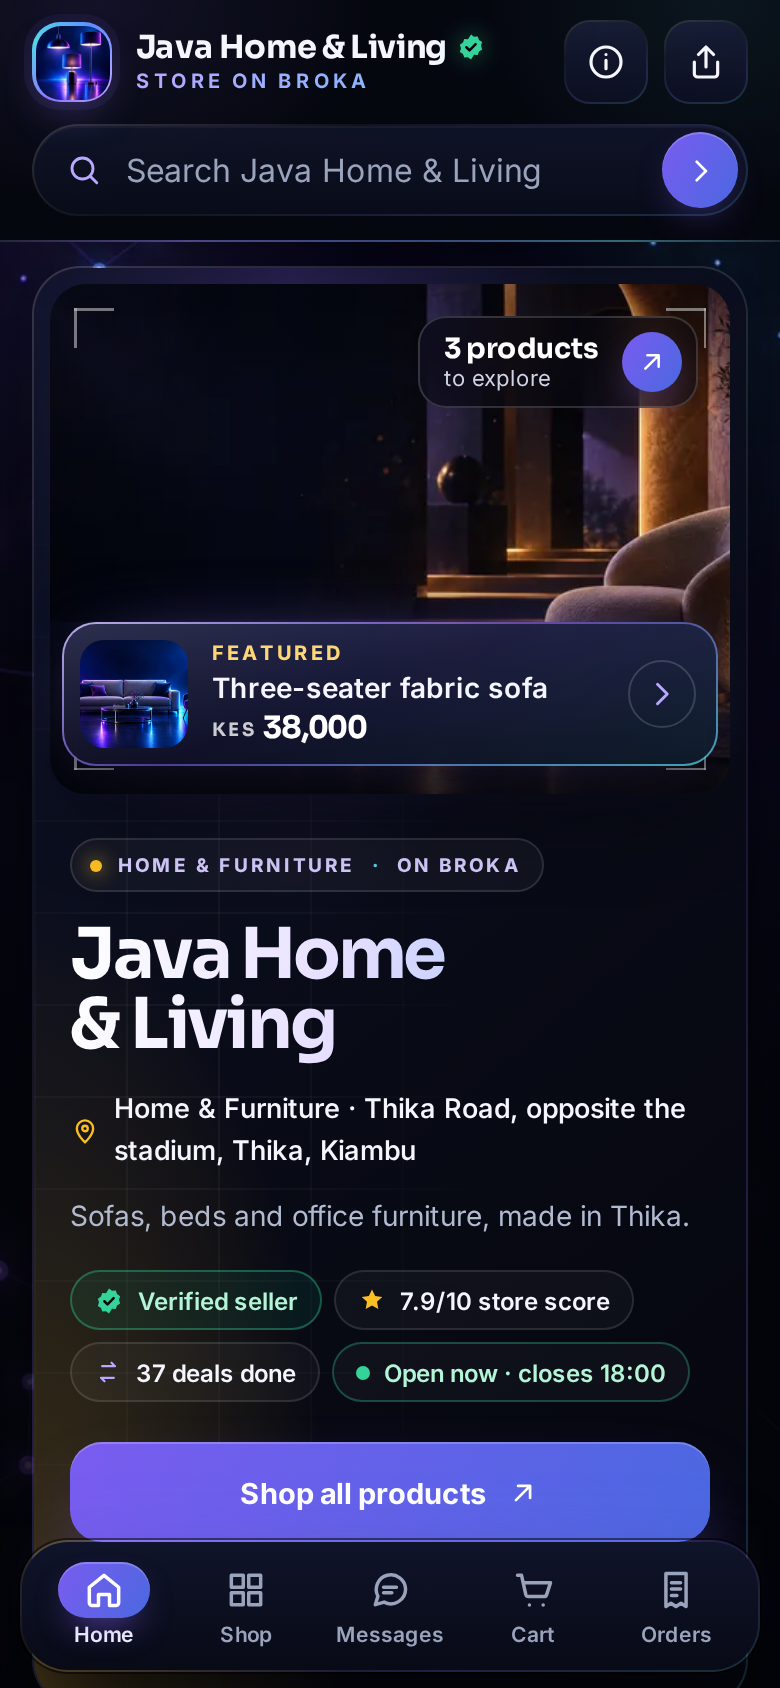 Java Home & Living
STORE ON BROKA
Search Java Home & Living
3 products
to explore
FEATURED
Three-seater fabric sofa
KES 38,000
HOME & FURNITURE · ON BROKA
Java Home
& Living
Home & Furniture · Thika Road, opposite the
stadium, Thika, Kiambu
Sofas, beds and office furniture, made in Thika.
Verified seller
7.9/10 store score
37 deals done
Open now · closes 18:00
Shop all products
Home
Shop
Messages
Cart
Orders